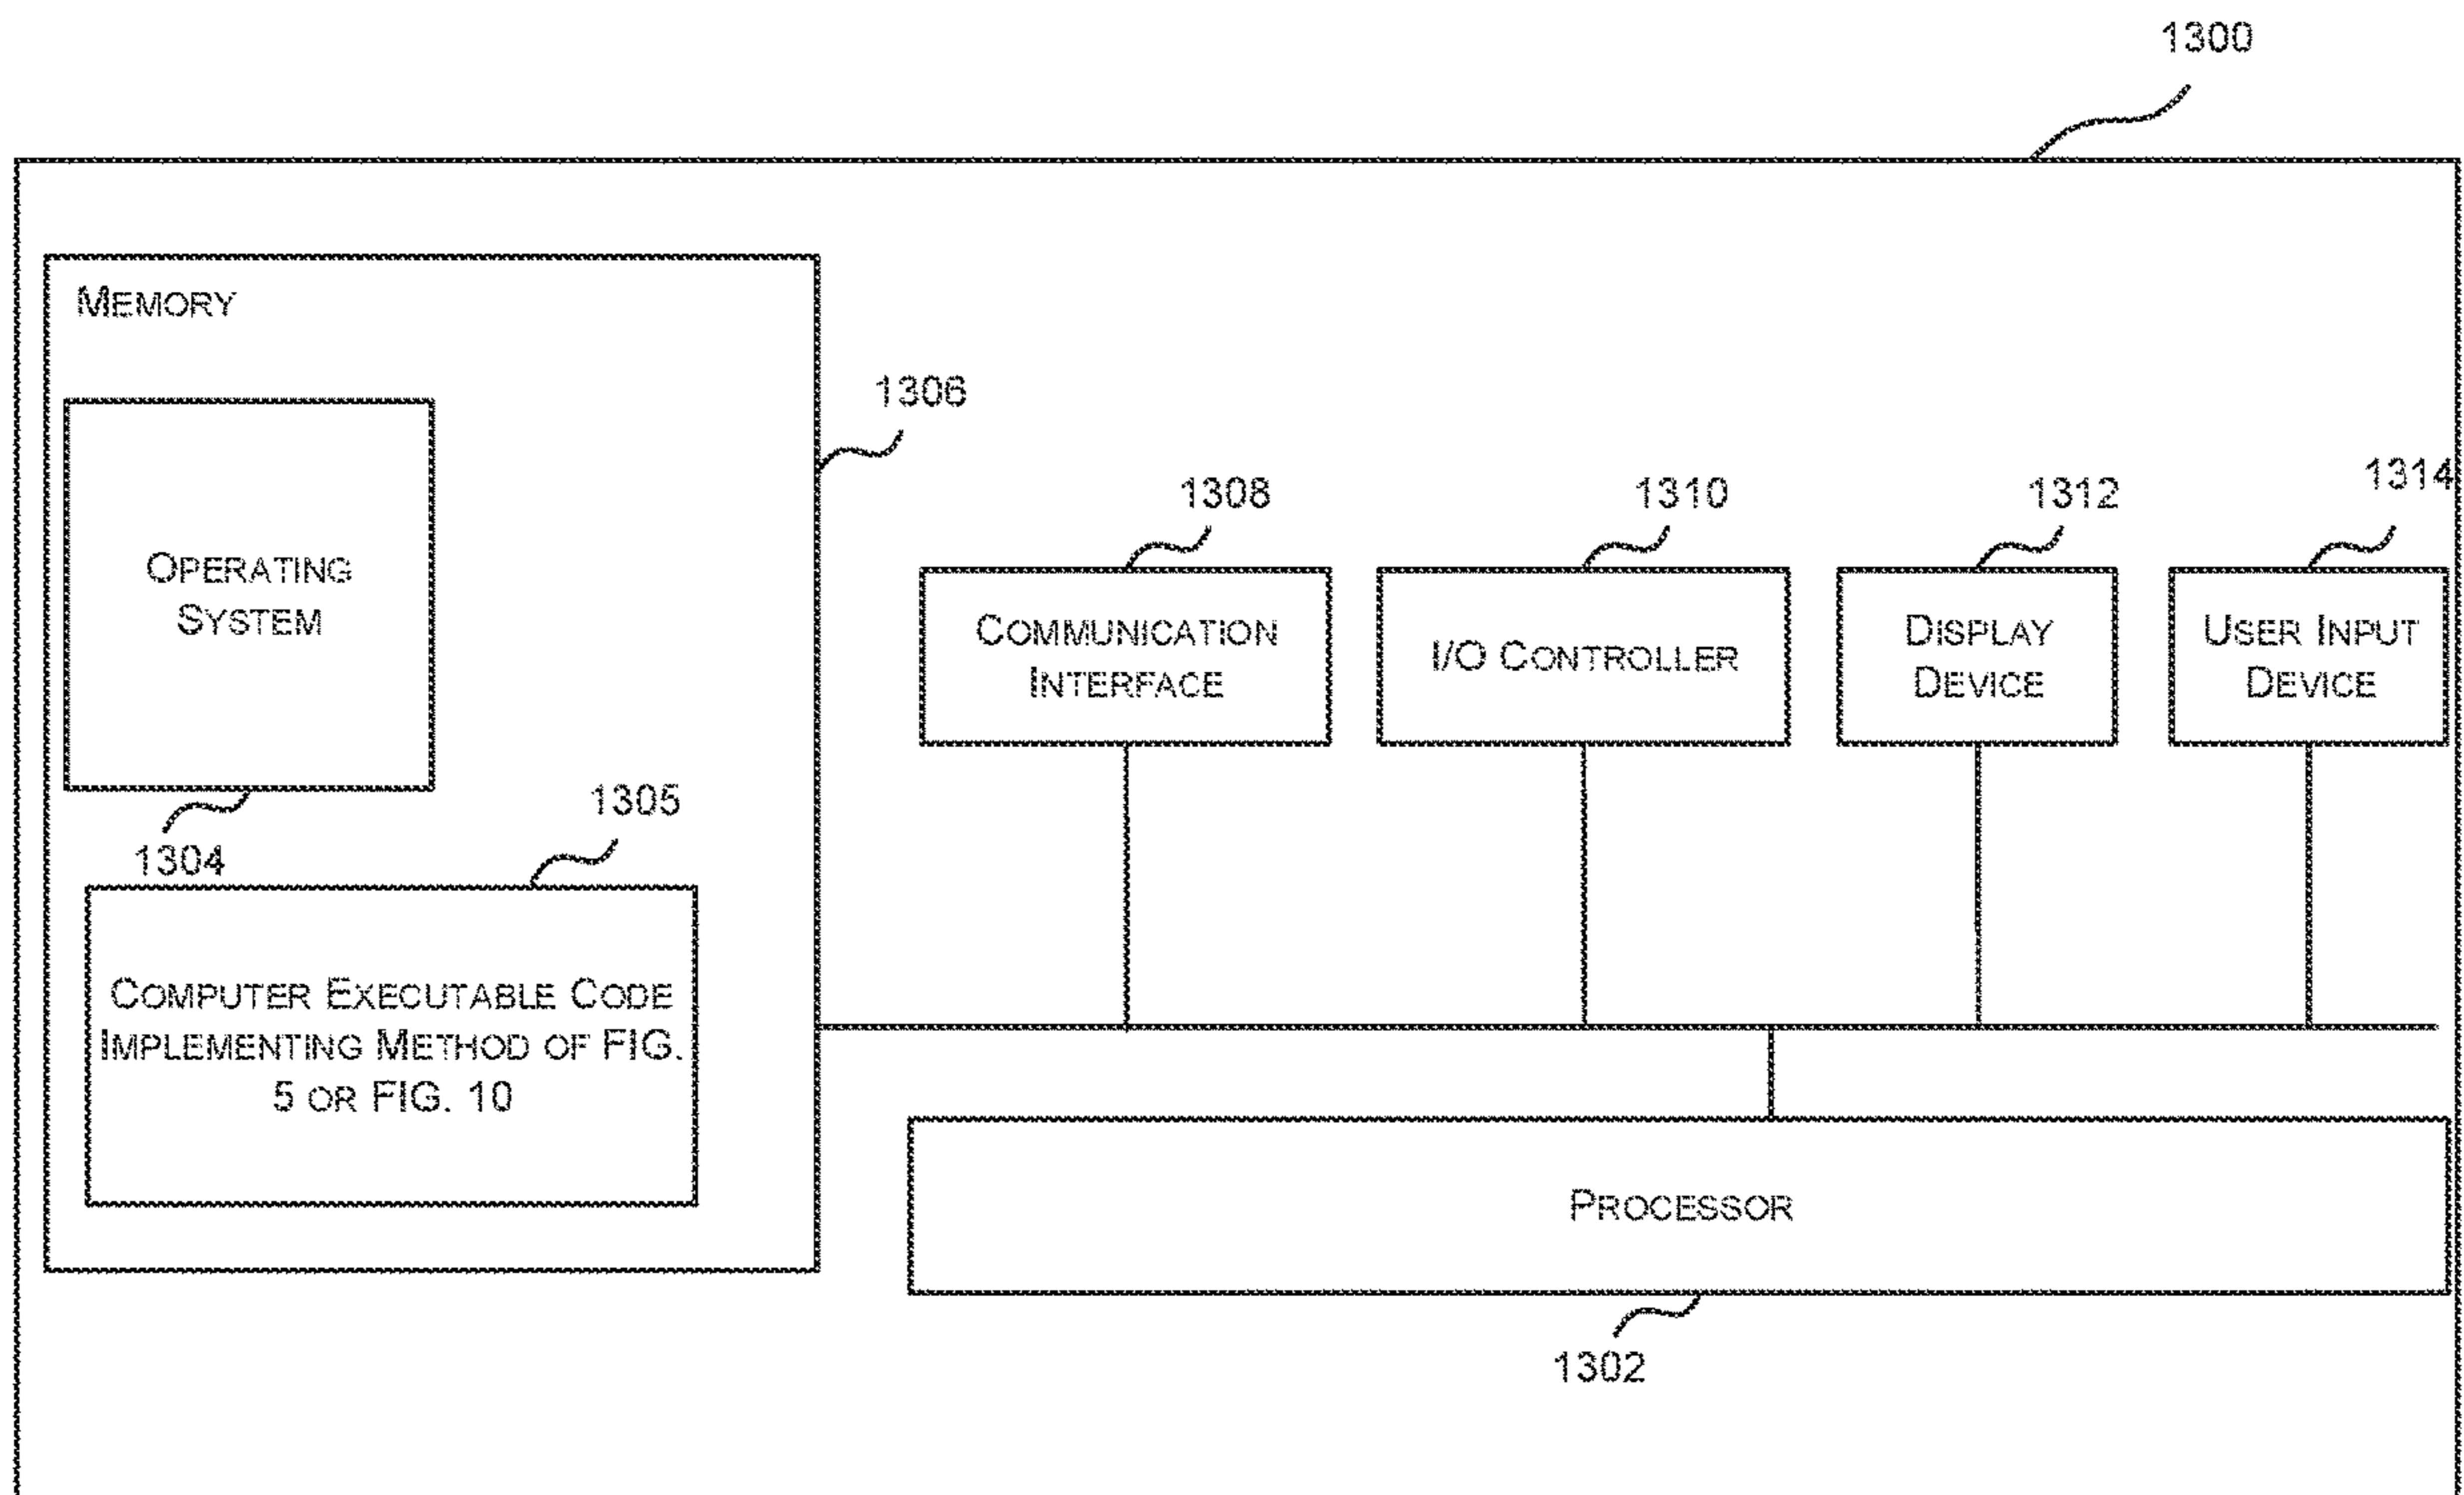 1300
MEMORY
1306
OPERATING
SYSTEM
1304
1305
COMPUTER EXECUTABLE CODE
IMPLEMENTING METHOD OF FIG.
5 OR FIG. 10
1308
COMMUNICATION
INTERFACE
1310
I/O CONTROLLER
1312
DISPLAY
DEVICE
1314
USER INPUT
DEVICE
PROCESSOR
1302